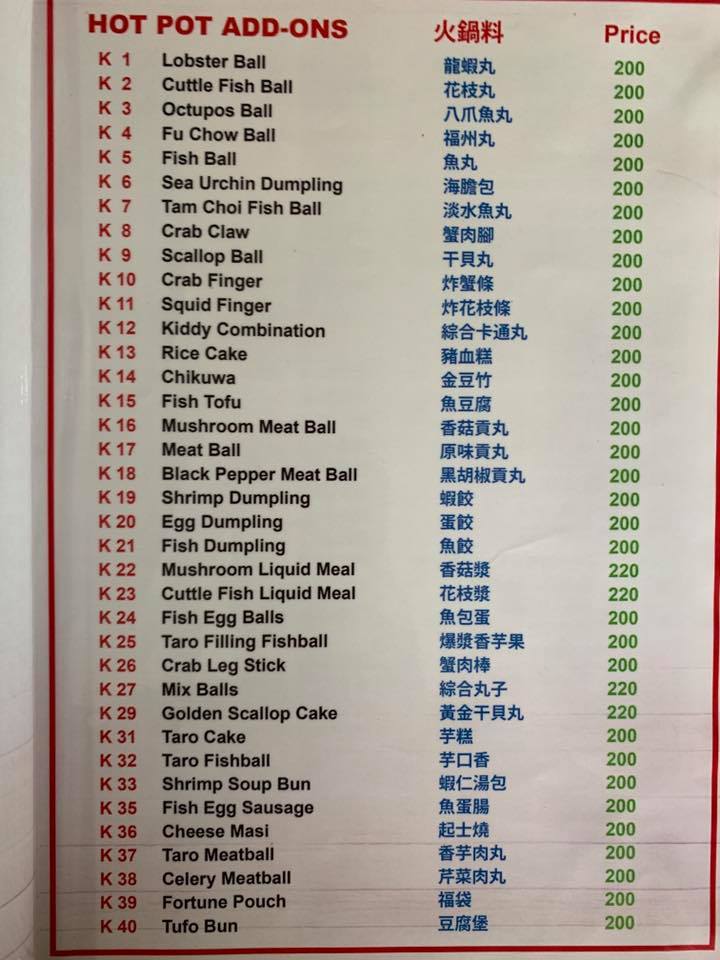 HOT POT ADD-ONS 火鍋料 Price
K 1 Lobster Ball 龍蝦丸 200
K 2 Cuttle Fish Ball 花枝丸 200
K 3 Octupos Ball 八爪魚丸 200
K 4 Fu Chow Ball 福州丸 200
K 5 Fish Ball 魚丸 200
K 6 Sea Urchin Dumpling 海膽包 200
K 7 Tam Choi Fish Ball 淡水魚丸 200
K 8 Crab Claw 蟹肉腳 200
K 9 Scallop Ball 干貝丸 200
K 10 Crab Finger 炸蟹條 200
K 11 Squid Finger 炸花枝條 200
K 12 Kiddy Combination 綜合卡通丸 200
K 13 Rice Cake 豬血糕 200
K 14 Chikuwa 金豆竹 200
K 15 Fish Tofu 魚豆腐 200
K 16 Mushroom Meat Ball 香菇貢丸 200
K 17 Meat Ball 原味貢丸 200
K 18 Black Pepper Meat Ball 黑胡椒貢丸 200
K 19 Shrimp Dumpling 蝦餃 200
K 20 Egg Dumpling 蛋餃 200
K 21 Fish Dumpling 魚餃 200
K 22 Mushroom Liquid Meal 香菇漿 220
K 23 Cuttle Fish Liquid Meal 花枝漿 220
K 24 Fish Egg Balls 魚包蛋 200
K 25 Taro Filling Fishball 爆漿香芋果 200
K 26 Crab Leg Stick 蟹肉棒 200
K 27 Mix Balls 綜合丸子 220
K 29 Golden Scallop Cake 黃金干貝丸 220
K 31 Taro Cake 芋糕 200
K 32 Taro Fishball 芋口香 200
K 33 Shrimp Soup Bun 蝦仁湯包 200
K 35 Fish Egg Sausage 魚蛋腸 200
K 36 Cheese Masi 起士燒 200
K 37 Taro Meatball 香芋肉丸 200
K 38 Celery Meatball 芹菜肉丸 200
K 39 Fortune Pouch 福袋 200
K 40 Tufo Bun 豆腐堡 200